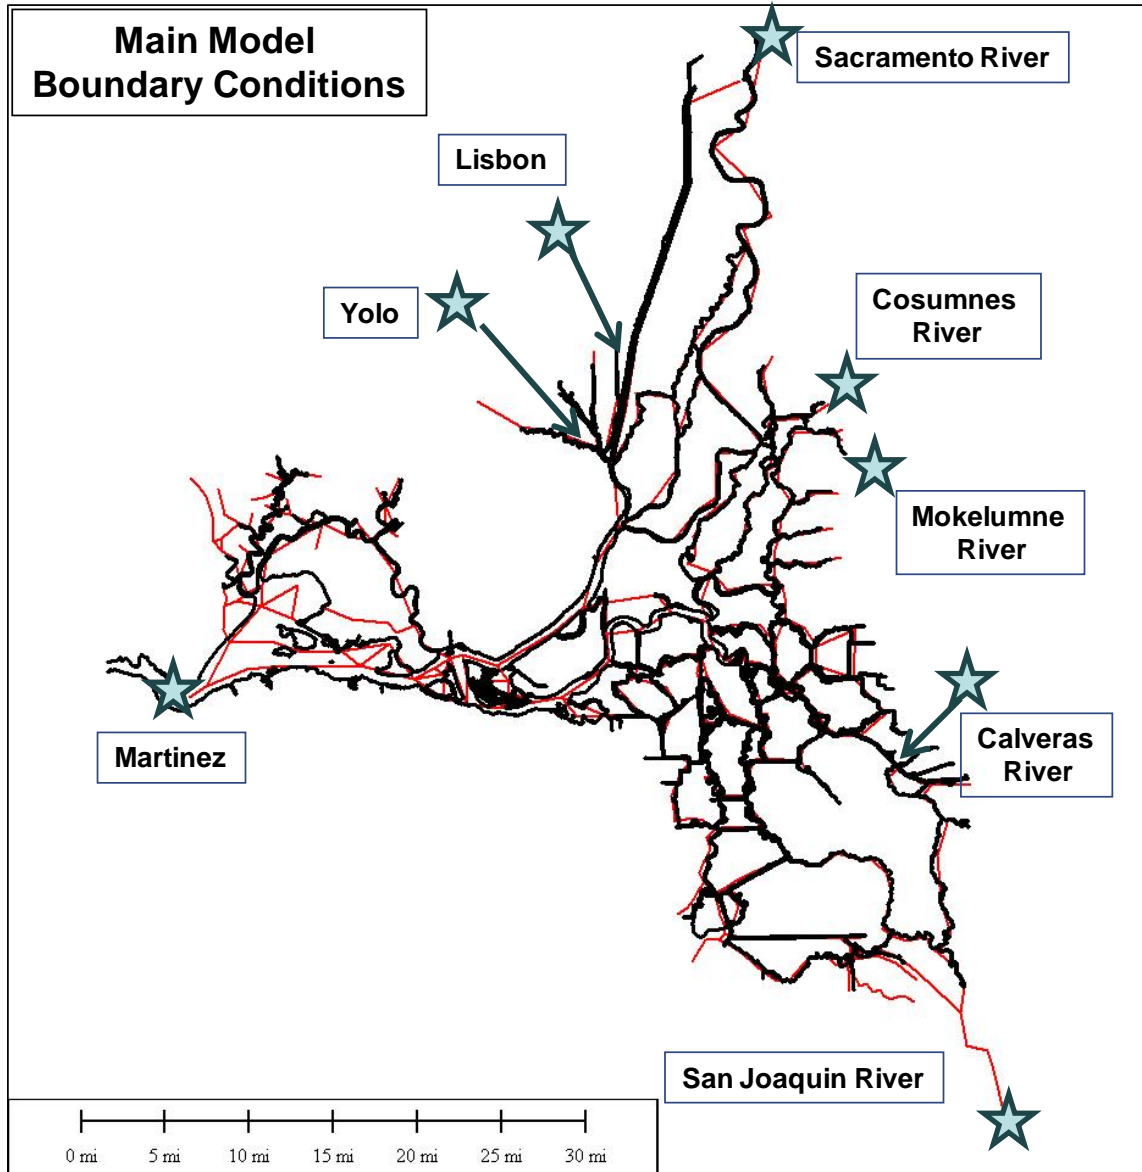 Main Model
Boundary Conditions
Sacramento River
Lisbon
Yolo
Cosumnes
River
Mokelumne
River
Martinez
Calveras
River
San Joaquin River
0 mi 5 mi 10 mi 15 mi 20 mi 25 mi 30 mi